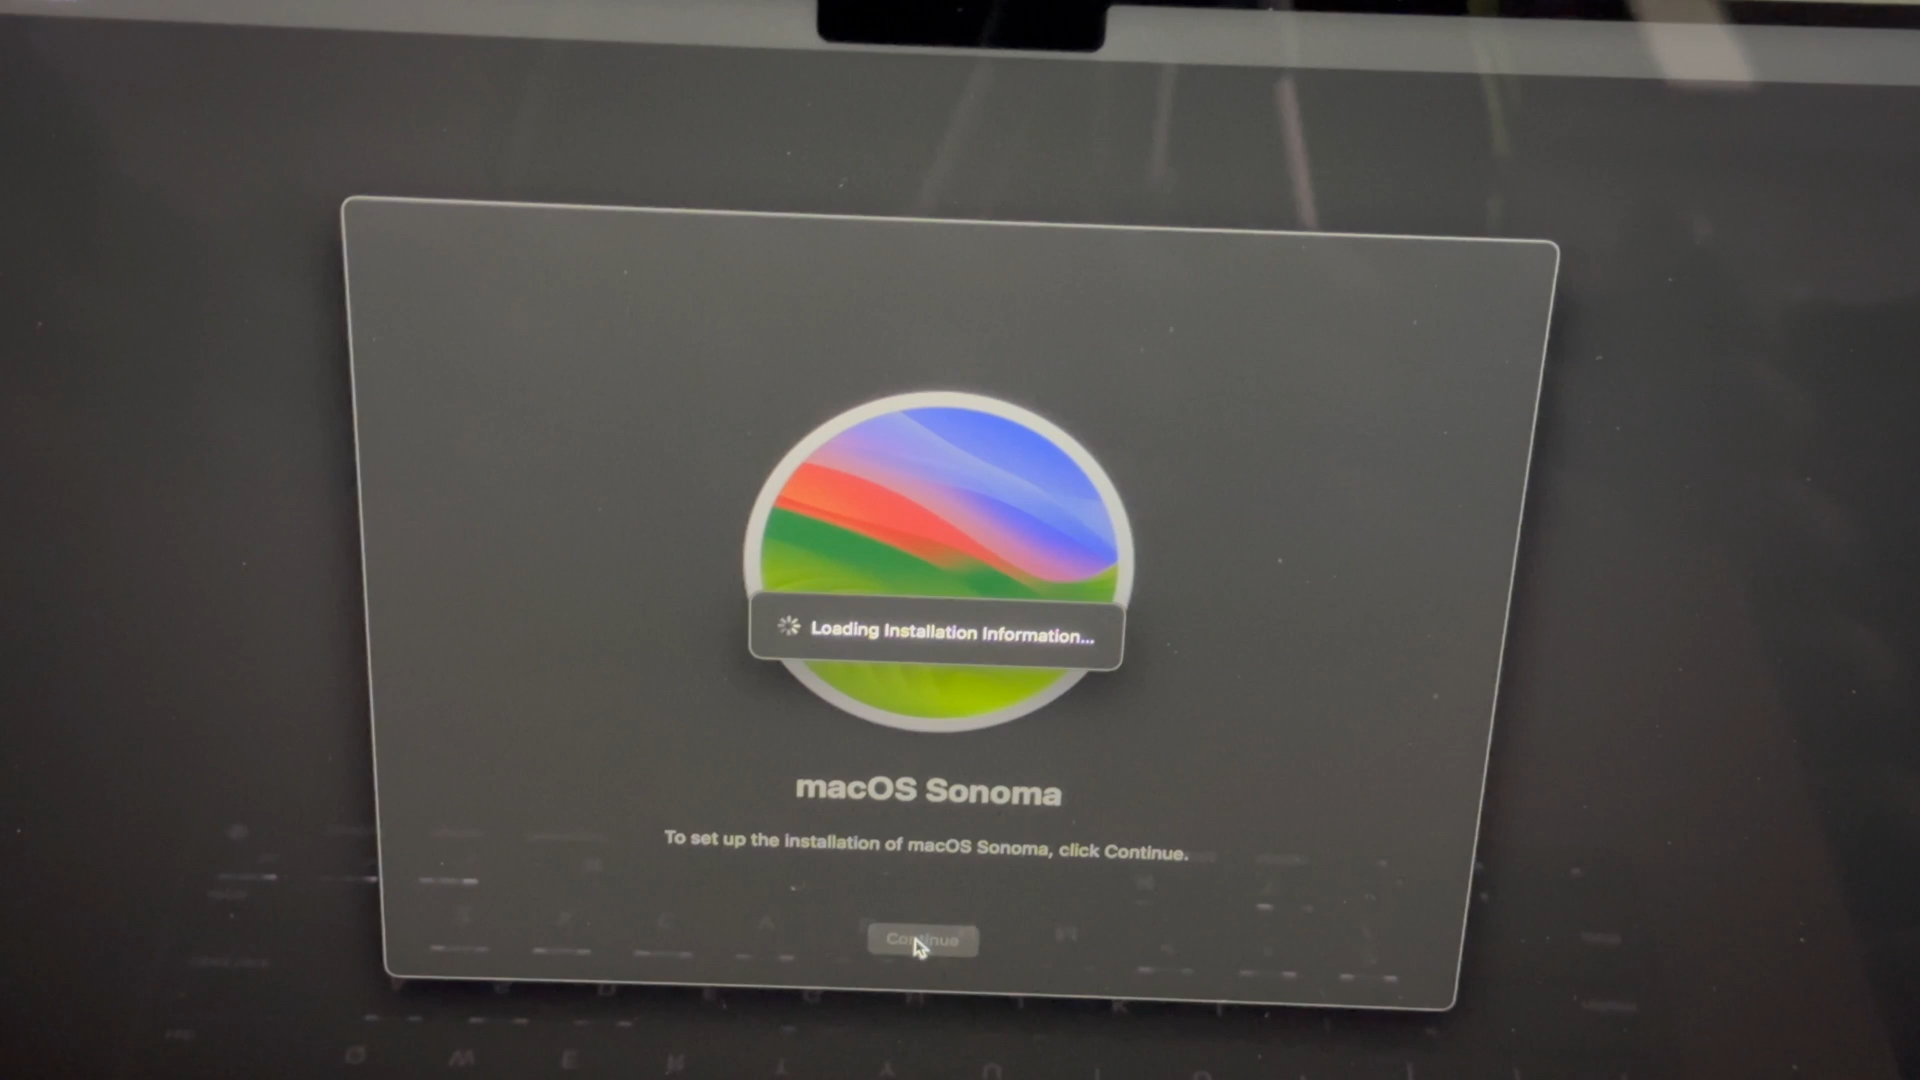 Loading Installation Information...
macOS Sonoma
To set up the installation of macOS Sonoma, click Continue.
Continue